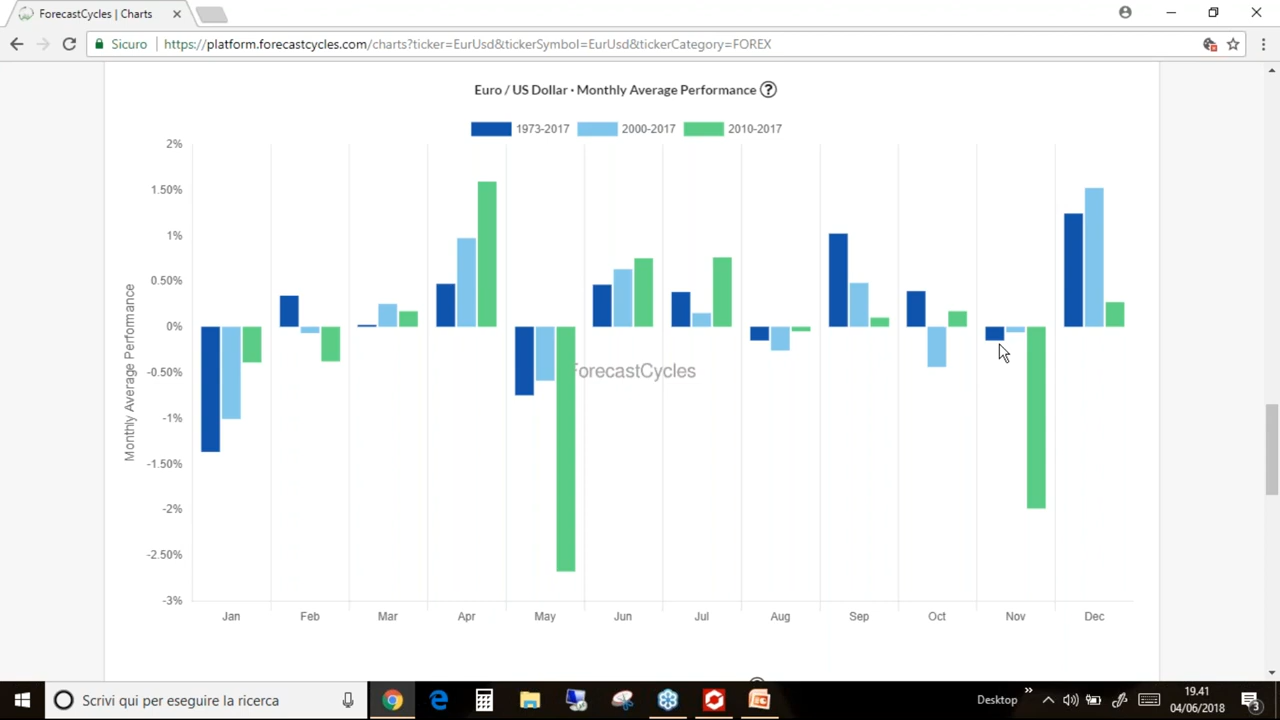 ForecastCycles | Charts
Sicuro https://platform.forecastcycles.com/charts?ticker=EurUsd&tickerSymbol=EurUsd&tickerCategory=FOREX
Euro / US Dollar · Monthly Average Performance ?
1973-2017 2000-2017 2010-2017
2%
1.50%
1%
0.50%
0%
-0.50%
-1%
-1.50%
-2%
-2.50%
-3%
Monthly Average Performance
ForecastCycles
Jan Feb Mar Apr May Jun Jul Aug Sep Oct Nov Dec
Scrivi qui per eseguire la ricerca
Desktop
19.41
04/06/2018
3